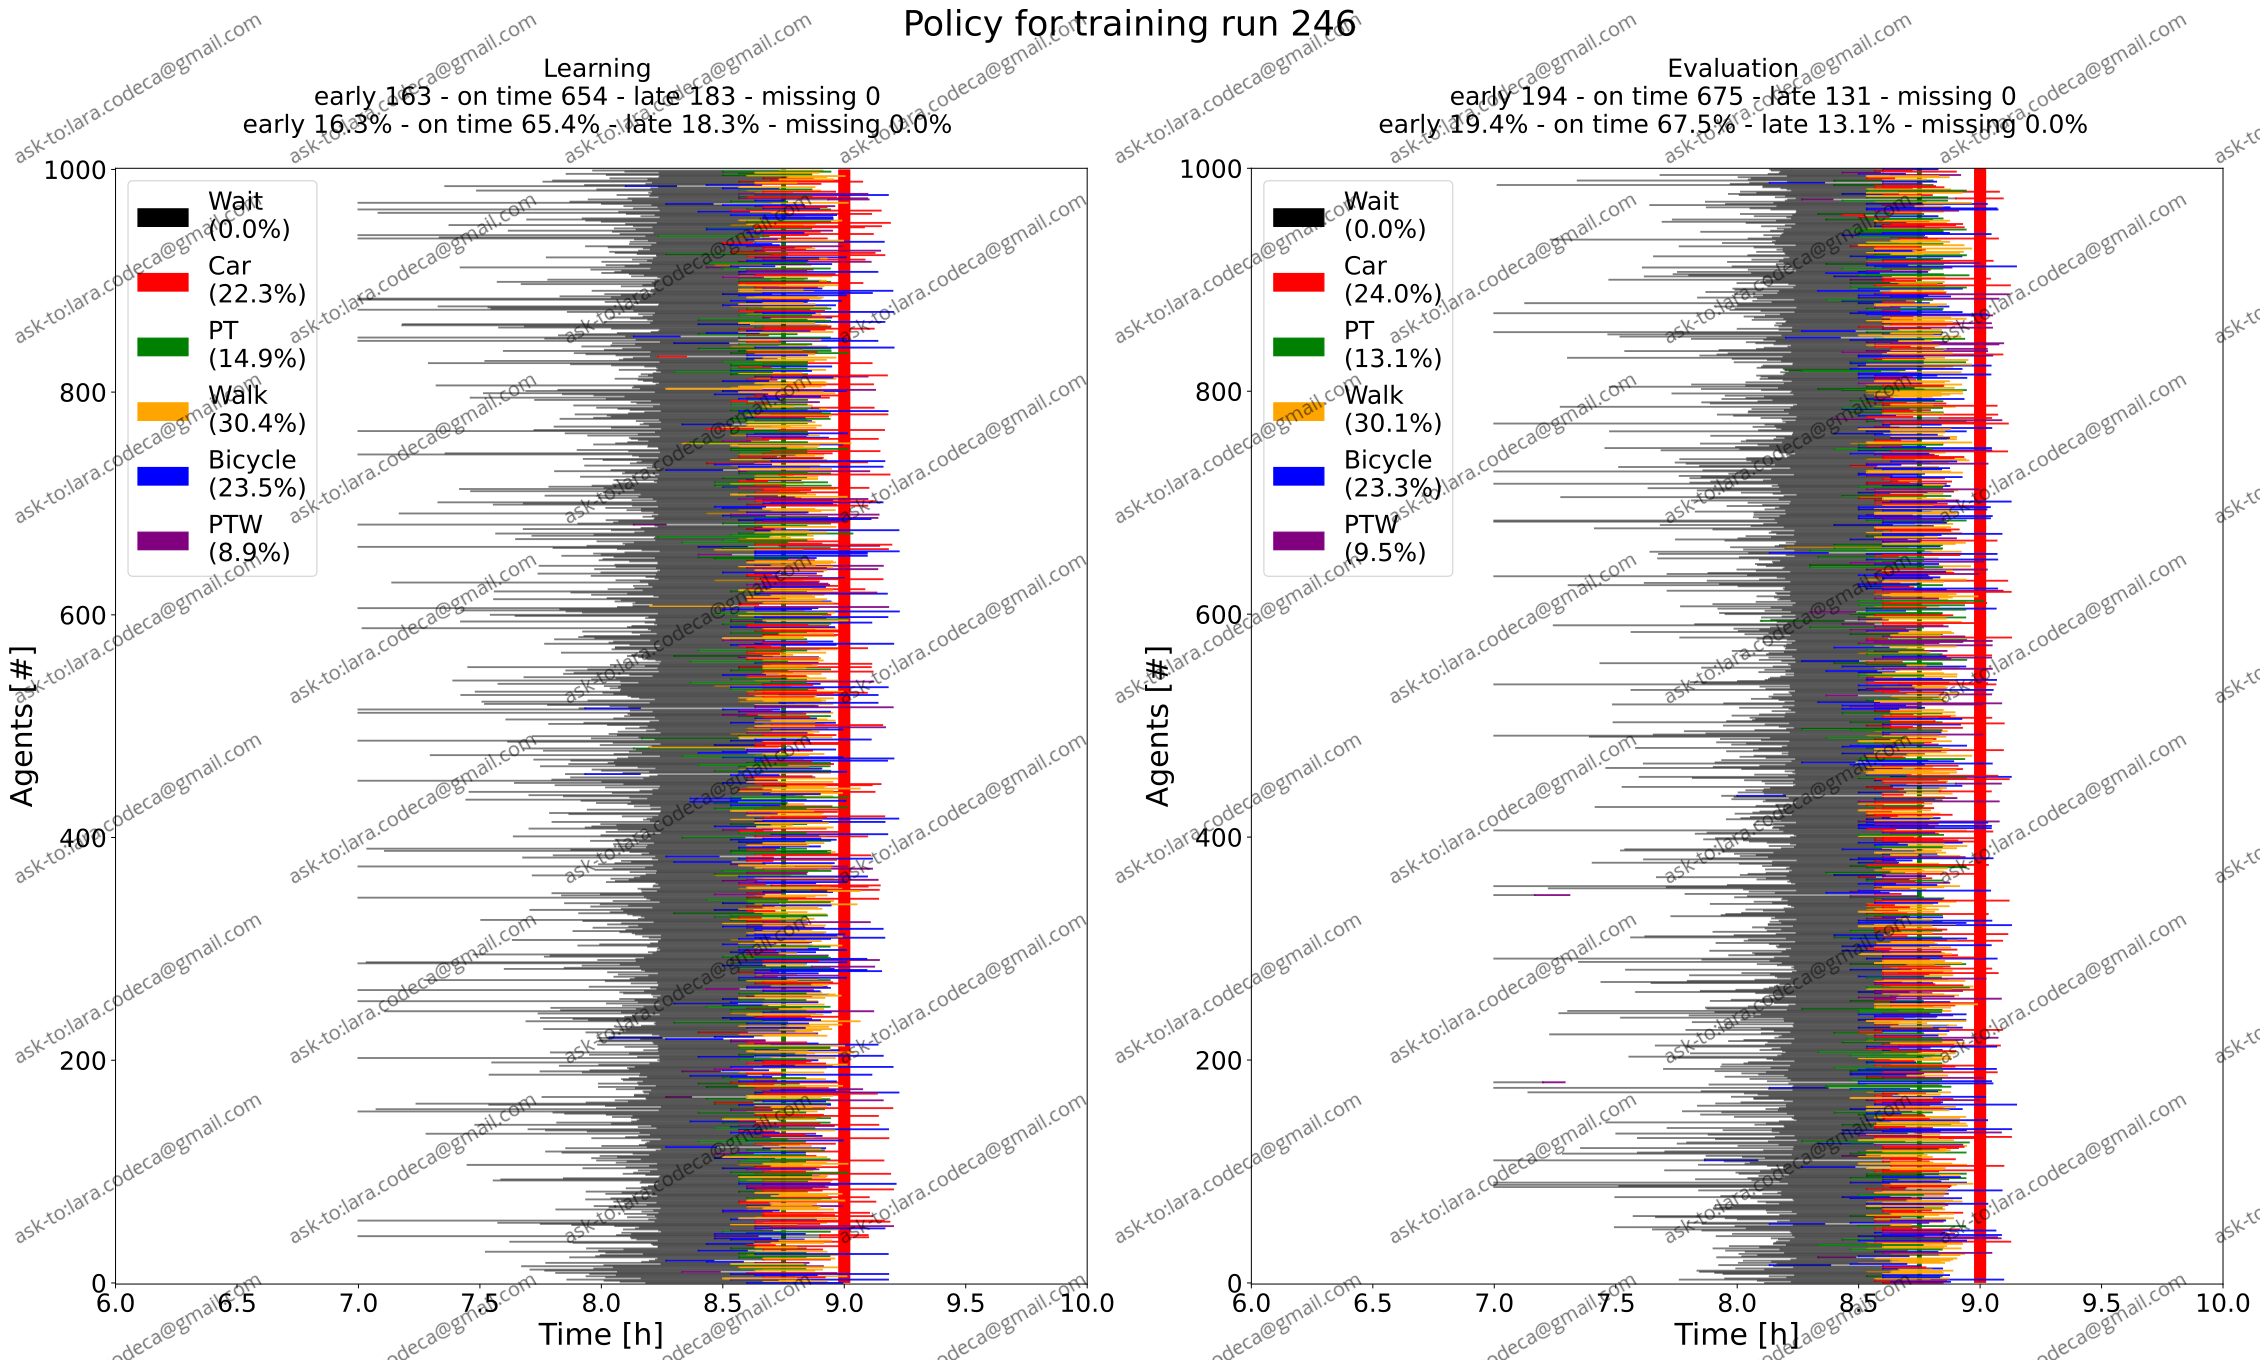 Policy for training run 246
Learning
early 163 - on time 654 - late 183 - missing 0
early 16.3% - on time 65.4% - late 18.3% - missing 0.0%
1000
800
600
400
200
0
Agents [#]
Wait
(0.0%)
Car
(22.3%)
PT
(14.9%)
Walk
(30.4%)
Bicycle
(23.5%)
PTW
(8.9%)
6.0 6.5 7.0 7.5 8.0 8.5 9.0 9.5 10.0
Time [h]
Evaluation
early 194 - on time 675 - late 131 - missing 0
early 19.4% - on time 67.5% - late 13.1% - missing 0.0%
1000
800
600
400
200
0
Agents [#]
Wait
(0.0%)
Car
(24.0%)
PT
(13.1%)
Walk
(30.1%)
Bicycle
(23.3%)
PTW
(9.5%)
6.0 6.5 7.0 7.5 8.0 8.5 9.0 9.5 10.0
Time [h]
ask-to:lara.codeca@gmail.com